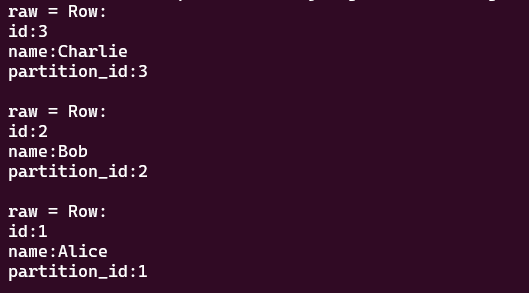 raw = Row:
id:3
name:Charlie
partition_id:3
raw = Row:
id:2
name:Bob
partition_id:2
raw = Row:
id:1
name:Alice
partition_id:1